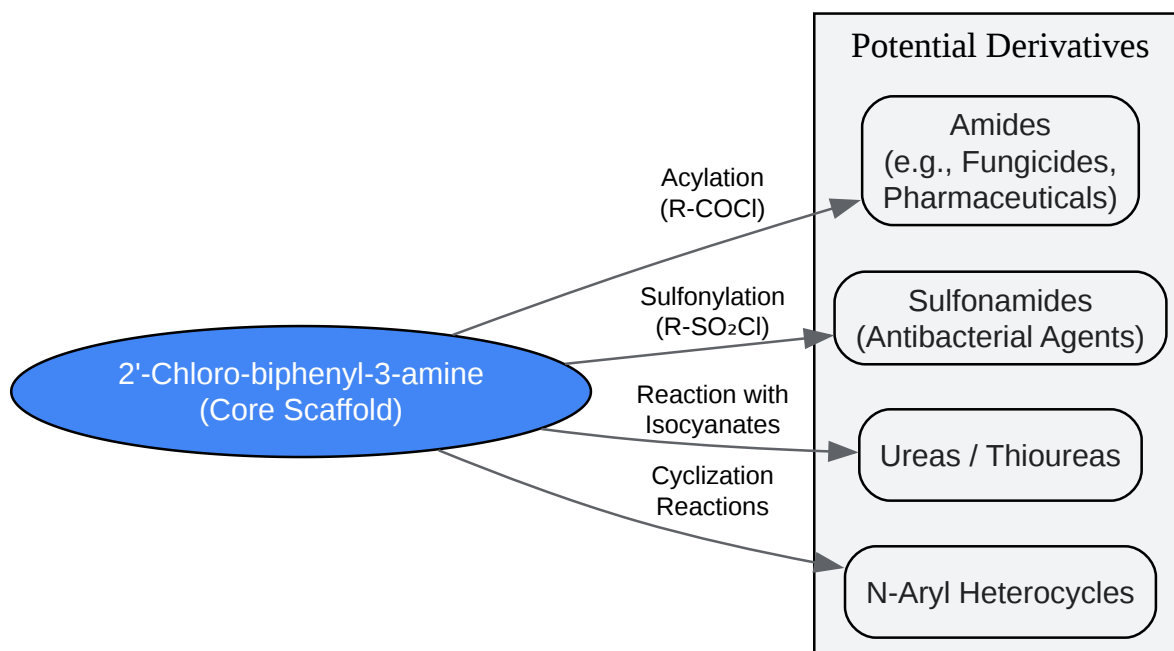 Potential Derivatives
Amides
(e.g., Fungicides,
Pharmaceuticals)
Acylation
(R-COCl)
Sulfonylation
(R-SO₂Cl)
Sulfonamides
(Antibacterial Agents)
2'-Chloro-biphenyl-3-amine
(Core Scaffold)
Reaction with
Isocyanates
Ureas / Thioureas
Cyclization
Reactions
N-Aryl Heterocycles